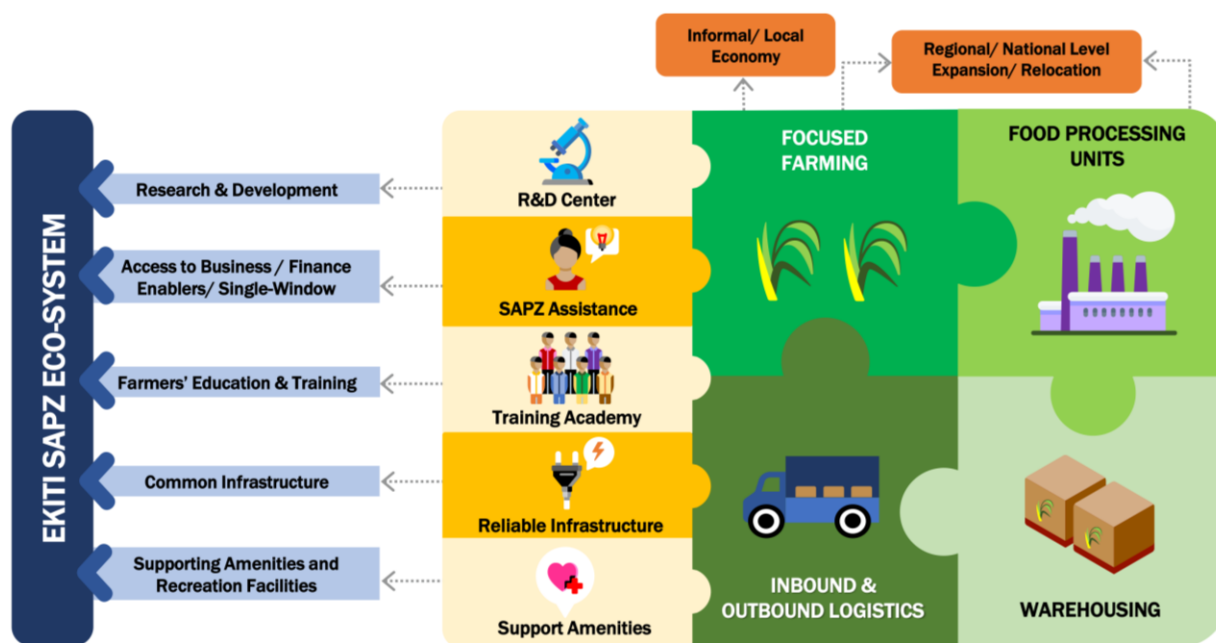 Informal/ Local
Economy
Regional/ National Level
Expansion/ Relocation
EKITI SAPZ ECO-SYSTEM
Research & Development
Access to Business / Finance
Enablers/ Single-Window
Farmers' Education & Training
Common Infrastructure
Supporting Amenities and
Recreation Facilities
R&D Center
SAPZ Assistance
Training Academy
Reliable Infrastructure
Support Amenities
FOCUSED
FARMING
FOOD PROCESSING
UNITS
INBOUND &
OUTBOUND LOGISTICS
WAREHOUSING